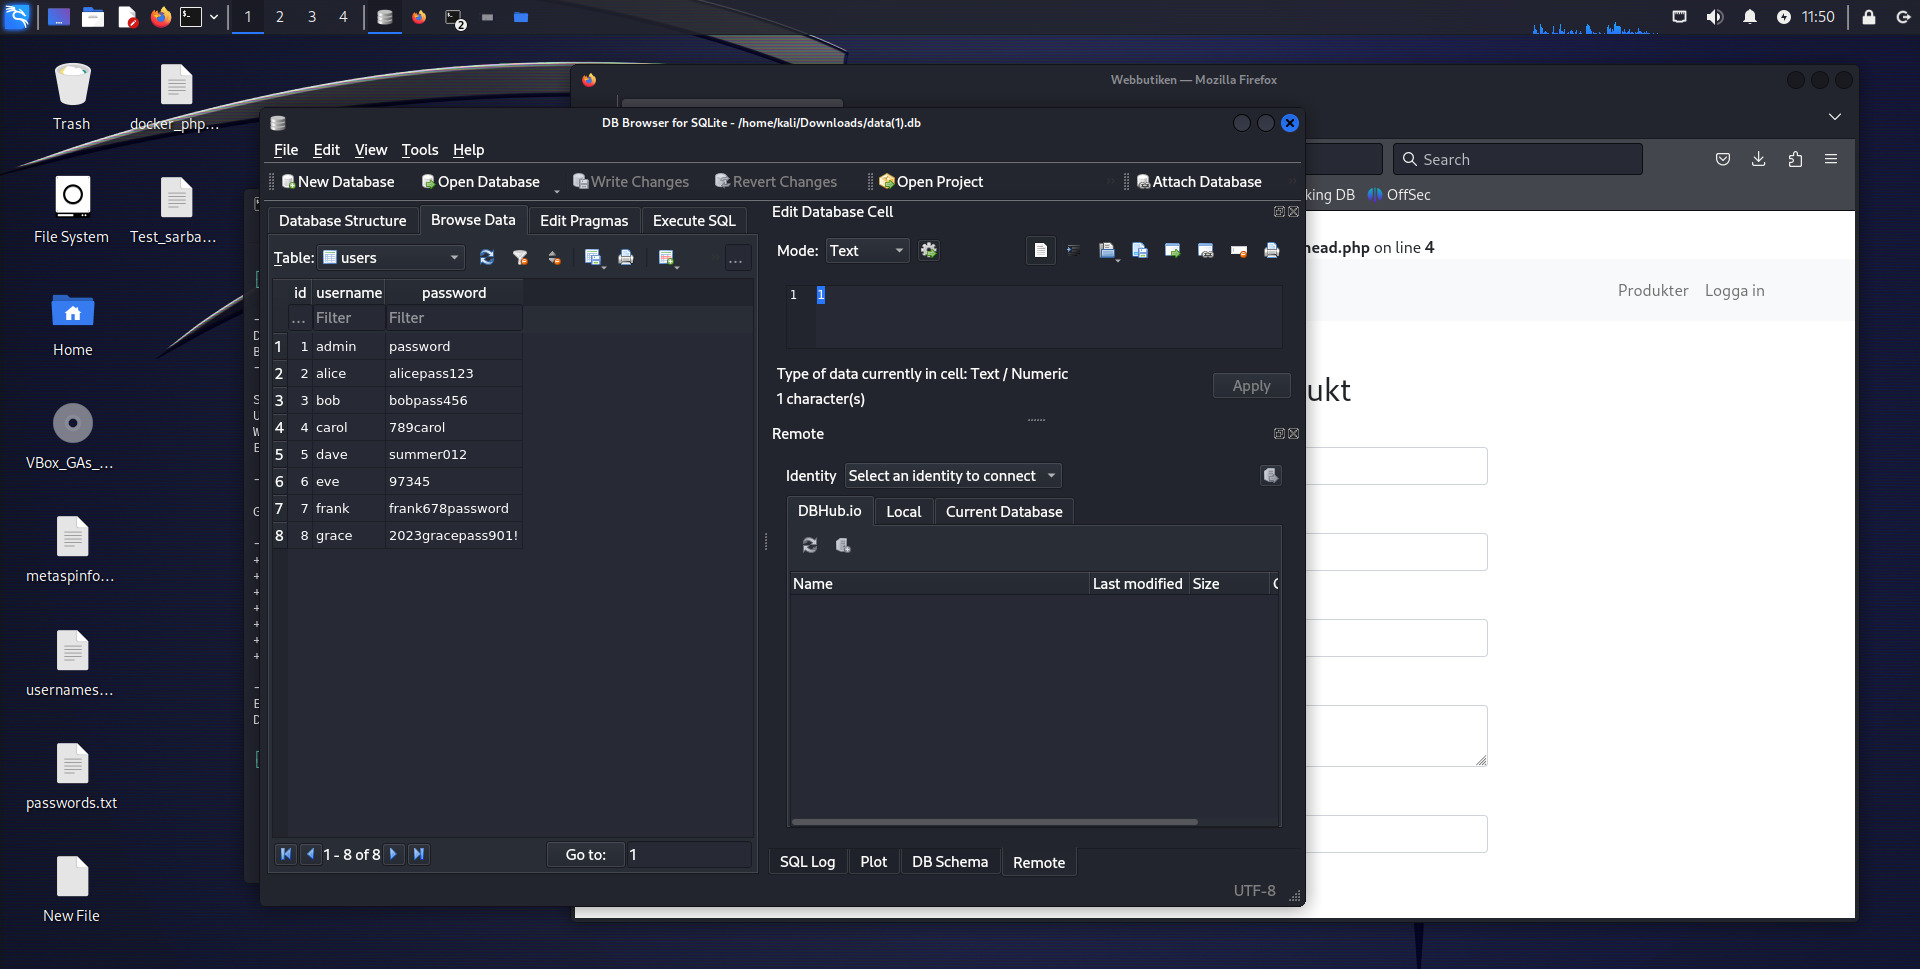 1 2 3 4
2
11:50
Trash
docker_php...
File System
Test_sarba...
Home
VBox_GAs_...
metaspinfo...
usernames...
passwords.txt
New File
Webbutiken — Mozilla Firefox
Search
king DB
OffSec
head.php on line 4
Produkter Logga in
ukt
DB Browser for SQLite - /home/kali/Downloads/data(1).db
File Edit View Tools Help
New Database Open Database Write Changes Revert Changes Open Project Attach Database
Database Structure Browse Data Edit Pragmas Execute SQL
Table: users
...
id username password
... Filter Filter
1 1 admin password
2 2 alice alicepass123
3 3 bob bobpass456
4 4 carol 789carol
5 5 dave summer012
6 6 eve 97345
7 7 frank frank678password
8 8 grace 2023gracepass901!
1 - 8 of 8
Go to: 1
Edit Database Cell
Mode: Text
1 1
Type of data currently in cell: Text / Numeric
1 character(s)
Apply
Remote
Identity Select an identity to connect
DBHub.io Local Current Database
Name Last modified Size
SQL Log Plot DB Schema Remote
UTF-8